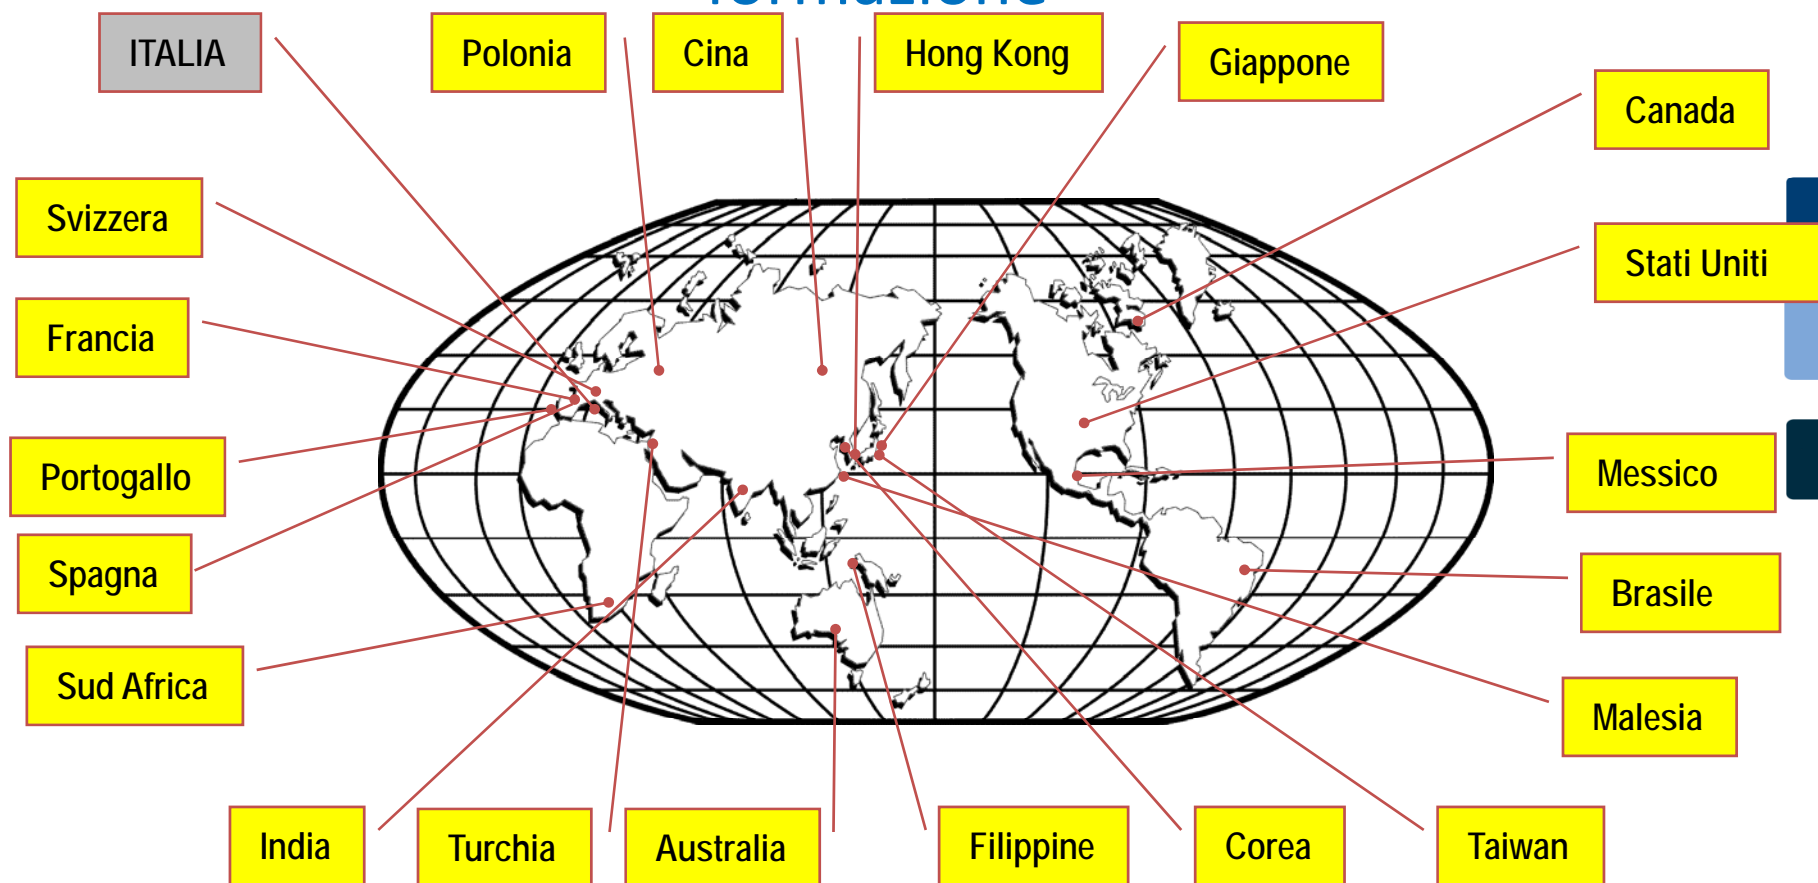 formazione
ITALIA
Polonia
Cina
Hong Kong
Giappone
Canada
Svizzera
Stati Uniti
Francia
Portogallo
Messico
Spagna
Brasile
Sud Africa
Malesia
India
Turchia
Australia
Filippine
Corea
Taiwan